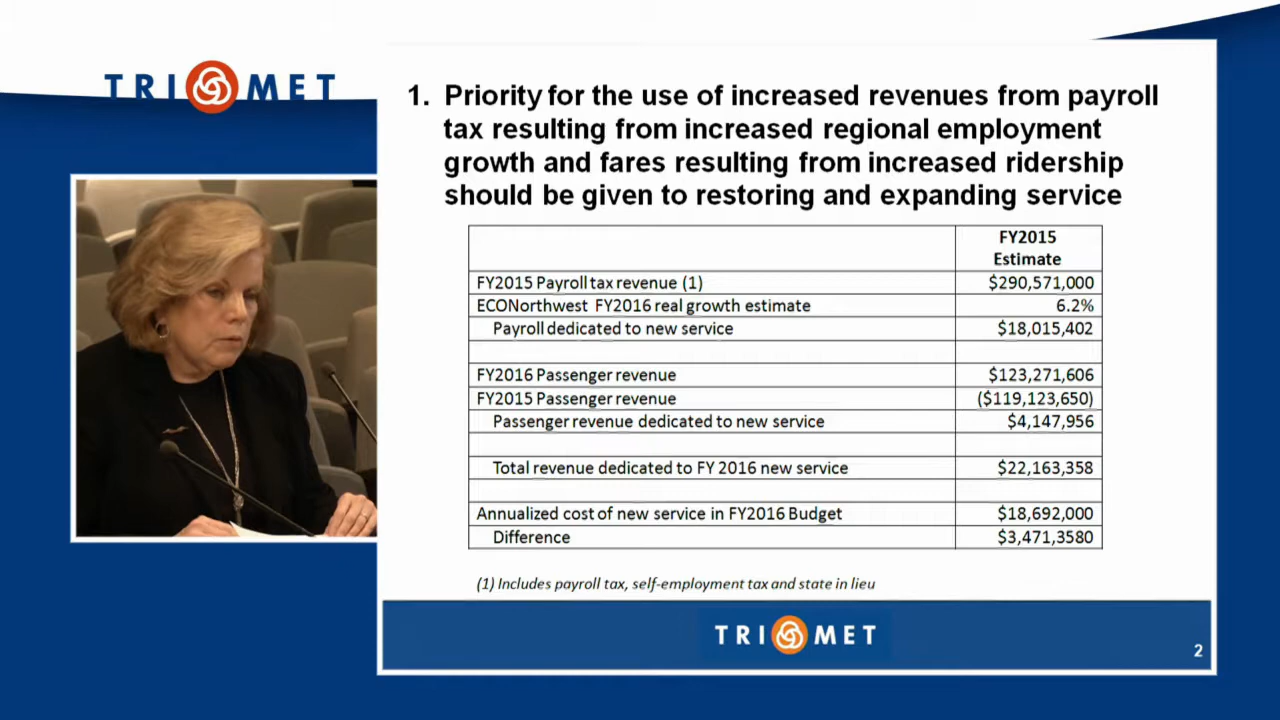 TRI MET
1. Priority for the use of increased revenues from payroll
tax resulting from increased regional employment
growth and fares resulting from increased ridership
should be given to restoring and expanding service
FY2015
Estimate
FY2015 Payroll tax revenue (1) $290,571,000
ECONorthwest FY2016 real growth estimate 6.2%
Payroll dedicated to new service $18,015,402
FY2016 Passenger revenue $123,271,606
FY2015 Passenger revenue ($119,123,650)
Passenger revenue dedicated to new service $4,147,956
Total revenue dedicated to FY 2016 new service $22,163,358
Annualized cost of new service in FY2016 Budget $18,692,000
Difference $3,471,3580
(1) Includes payroll tax, self-employment tax and state in lieu
TRI MET
2